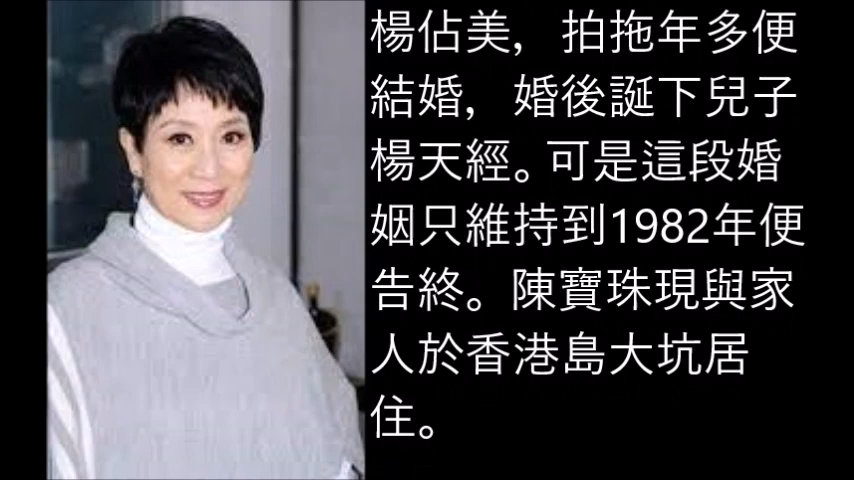 楊佔美，拍拖年多便
結婚，婚後誕下兒子
楊天經。可是這段婚
姻只維持到1982年便
告終。陳寶珠現與家
人於香港島大坑居
住。